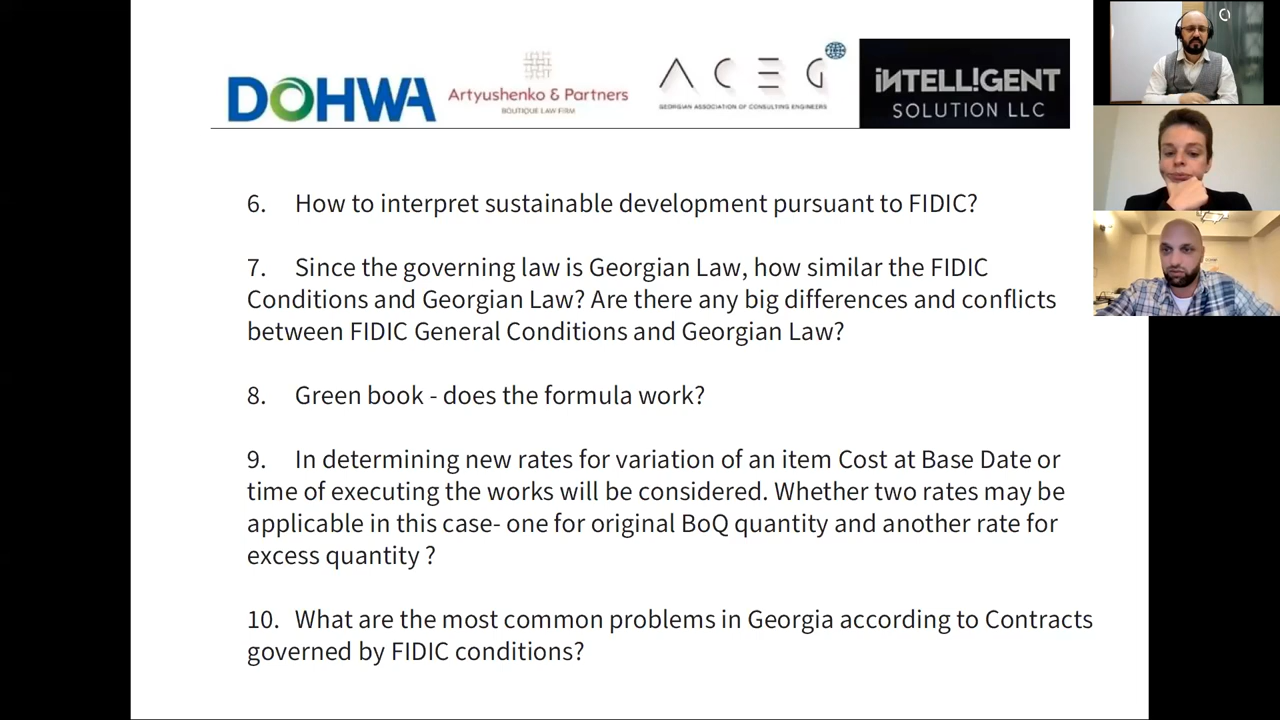 DOHWA
Artyushenko & Partners
BOUTIQUE LAW FIRM
ACEG
GEORGIAN ASSOCIATION OF CONSULTING ENGINEERS
iNTELL!GENT
SOLUTION LLC
6. How to interpret sustainable development pursuant to FIDIC?
7. Since the governing law is Georgian Law, how similar the FIDIC
Conditions and Georgian Law? Are there any big differences and conflicts
between FIDIC General Conditions and Georgian Law?
8. Green book - does the formula work?
9. In determining new rates for variation of an item Cost at Base Date or
time of executing the works will be considered. Whether two rates may be
applicable in this case- one for original BoQ quantity and another rate for
excess quantity ?
10. What are the most common problems in Georgia according to Contracts
governed by FIDIC conditions?